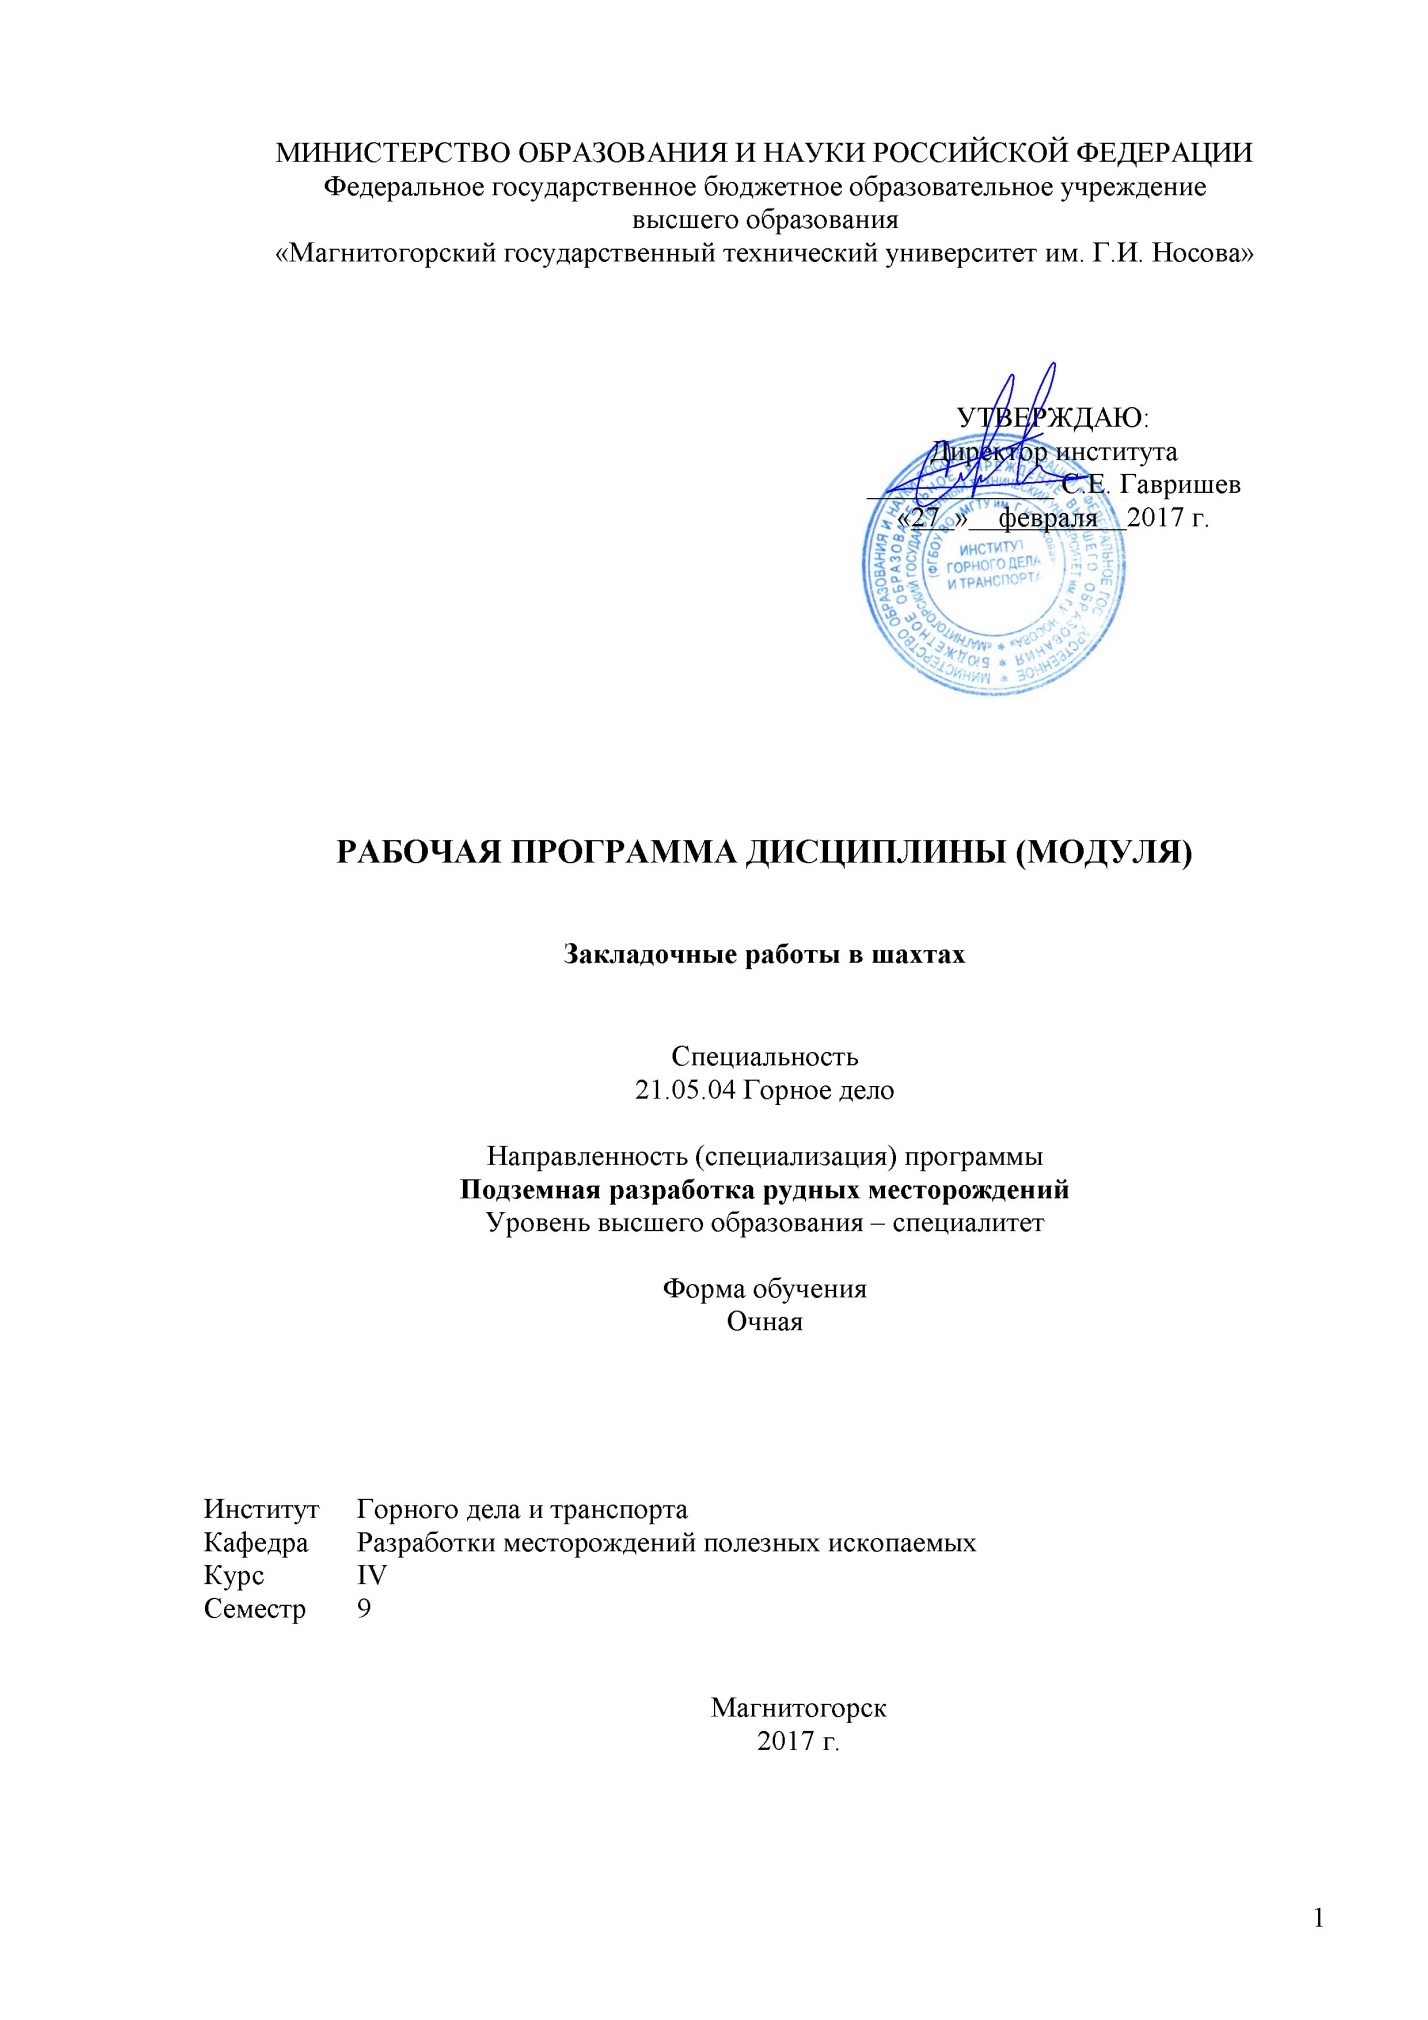 МИНИСТЕРСТВО ОБРАЗОВАНИЯ И НАУКИ РОССИЙСКОЙ ФЕДЕРАЦИИ
Федеральное государственное бюджетное образовательное учреждение
высшего образования
«Магнитогорский государственный технический университет им. Г.И. Носова»
УТВЕРЖДАЮ:
Директор института
______________ С.Е. Гавришев
«27 »__февраля__2017 г.
ИНСТИТУТ
ГОРНОГО ДЕЛА
И ТРАНСПОРТА
РАБОЧАЯ ПРОГРАММА ДИСЦИПЛИНЫ (МОДУЛЯ)
Закладочные работы в шахтах
Специальность
21.05.04 Горное дело
Направленность (специализация) программы
Подземная разработка рудных месторождений
Уровень высшего образования – специалитет
Форма обучения
Очная
Институт Горного дела и транспорта
Кафедра Разработки месторождений полезных ископаемых
Курс IV
Семестр 9
Магнитогорск
2017 г.
1